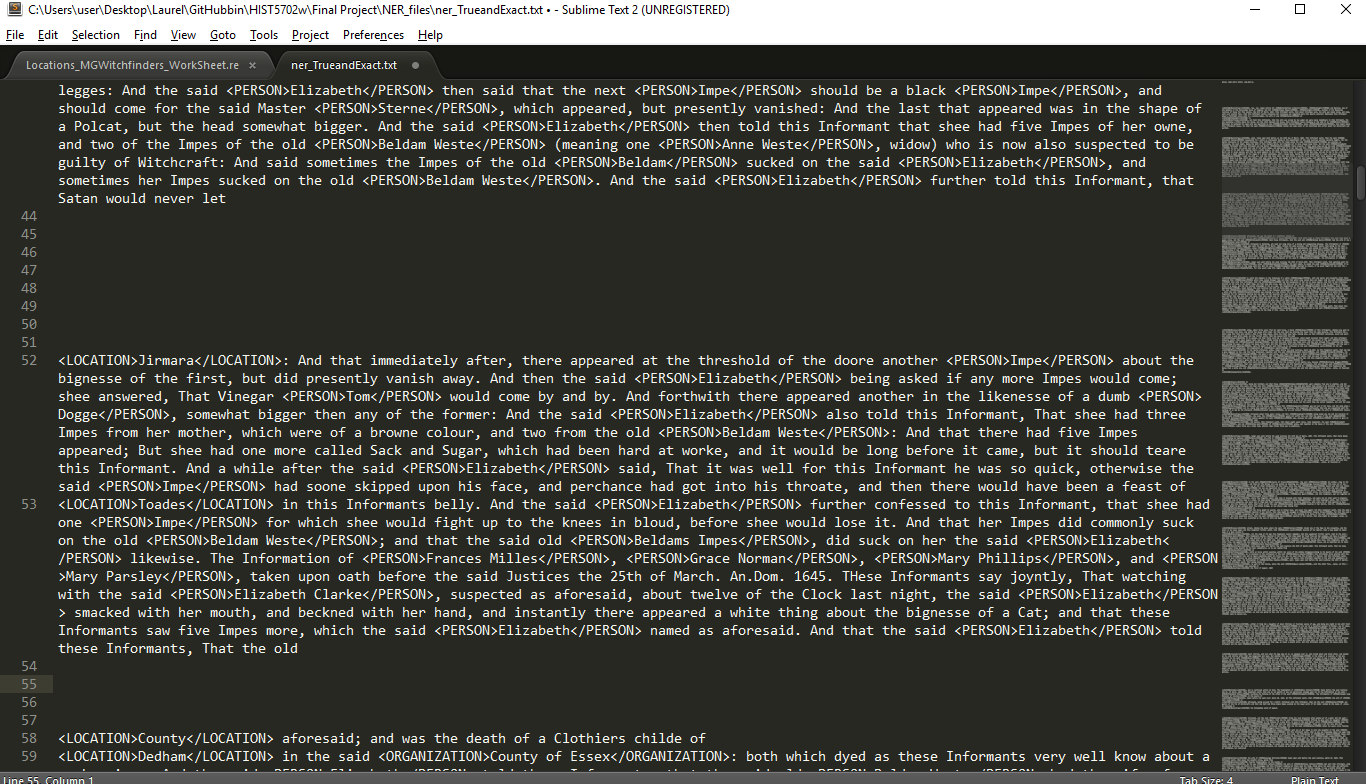 C:\Users\user\Desktop\Laurel\GitHubbin\HIST5702w\Final Project\NER_files\ner_TrueandExact.txt • - Sublime Text 2 (UNREGISTERED)
File Edit Selection Find View Goto Tools Project Preferences Help
Locations_MGWitchfinders_WorkSheet.re × ner_TrueandExact.txt
legges: And the said <PERSON>Elizabeth</PERSON> then said that the next <PERSON>Impe</PERSON> should be a black <PERSON>Impe</PERSON>, and
should come for the said Master <PERSON>Sterne</PERSON>, which appeared, but presently vanished: And the last that appeared was in the shape of
a Polcat, but the head somewhat bigger. And the said <PERSON>Elizabeth</PERSON> then told this Informant that shee had five Impes of her owne,
and two of the Impes of the old <PERSON>Beldam Weste</PERSON> (meaning one <PERSON>Anne Weste</PERSON>, widow) who is now also suspected to be
guilty of Witchcraft: And said sometimes the Impes of the old <PERSON>Beldam</PERSON> sucked on the said <PERSON>Elizabeth</PERSON>, and
sometimes her Impes sucked on the old <PERSON>Beldam Weste</PERSON>. And the said <PERSON>Elizabeth</PERSON> further told this Informant, that
Satan would never let
44
45
46
47
48
49
50
51
52 <LOCATION>Jirmara</LOCATION>: And that immediately after, there appeared at the threshold of the doore another <PERSON>Impe</PERSON> about the
bignesse of the first, but did presently vanish away. And then the said <PERSON>Elizabeth</PERSON> being asked if any more Impes would come;
shee answered, That Vinegar <PERSON>Tom</PERSON> would come by and by. And forthwith there appeared another in the likenesse of a dumb <PERSON>
Dogge</PERSON>, somewhat bigger then any of the former: And the said <PERSON>Elizabeth</PERSON> also told this Informant, That shee had three
Impes from her mother, which were of a browne colour, and two from the old <PERSON>Beldam Weste</PERSON>: And that there had five Impes
appeared; But shee had one more called Sack and Sugar, which had been hard at worke, and it would be long before it came, but it should teare
this Informant. And a while after the said <PERSON>Elizabeth</PERSON> said, That it was well for this Informant he was so quick, otherwise the
said <PERSON>Impe</PERSON> had soone skipped upon his face, and perchance had got into his throate, and then there would have been a feast of
53 <LOCATION>Toades</LOCATION> in this Informants belly. And the said <PERSON>Elizabeth</PERSON> further confessed to this Informant, that shee had
one <PERSON>Impe</PERSON> for which shee would fight up to the knees in bloud, before shee would lose it. And that her Impes did commonly suck
on the old <PERSON>Beldam Weste</PERSON>; and that the said old <PERSON>Beldams Impes</PERSON>, did suck on her the said <PERSON>Elizabeth<
/PERSON> likewise. The Information of <PERSON>Frances Milles</PERSON>, <PERSON>Grace Norman</PERSON>, <PERSON>Mary Phillips</PERSON>, and <PERSON
>Mary Parsley</PERSON>, taken upon oath before the said Justices the 25th of March. An.Dom. 1645. THese Informants say joyntly, That watching
with the said <PERSON>Elizabeth Clarke</PERSON>, suspected as aforesaid, about twelve of the Clock last night, the said <PERSON>Elizabeth</PERSON
> smacked with her mouth, and beckned with her hand, and instantly there appeared a white thing about the bignesse of a Cat; and that these
Informants saw five Impes more, which the said <PERSON>Elizabeth</PERSON> named as aforesaid. And that the said <PERSON>Elizabeth</PERSON> told
these Informants, That the old
54
55
56
57
58 <LOCATION>County</LOCATION> aforesaid; and was the death of a Clothiers childe of
59 <LOCATION>Dedham</LOCATION> in the said <ORGANIZATION>County of Essex</ORGANIZATION>: both which dyed as these Informants very well know about a
Line 55, Column 1 Tab Size: 4 Plain Text